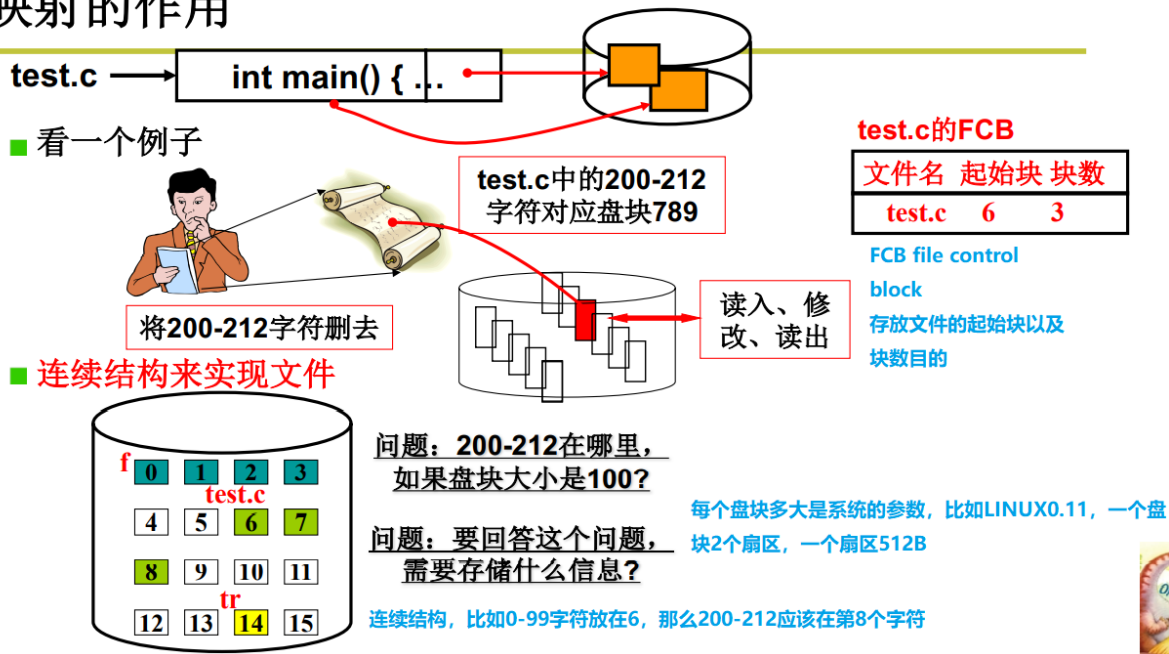 映射的作用
test.c
int main() { …
看一个例子
test.c中的200-212
字符对应盘块789
test.c的FCB
文件名 起始块 块数
test.c 6 3
FCB file control
block
存放文件的起始块以及
块数目的
将200-212字符删去
读入、修
改、读出
连续结构来实现文件
f
0 1 2 3
test.c
4 5 6 7
8 9 10 11
tr
12 13 14 15
问题：200-212在哪里，
如果盘块大小是100?
问题：要回答这个问题，
需要存储什么信息?
每个盘块多大是系统的参数，比如LINUX0.11，一个盘
块2个扇区，一个扇区512B
连续结构，比如0-99字符放在6，那么200-212应该在第8个字符